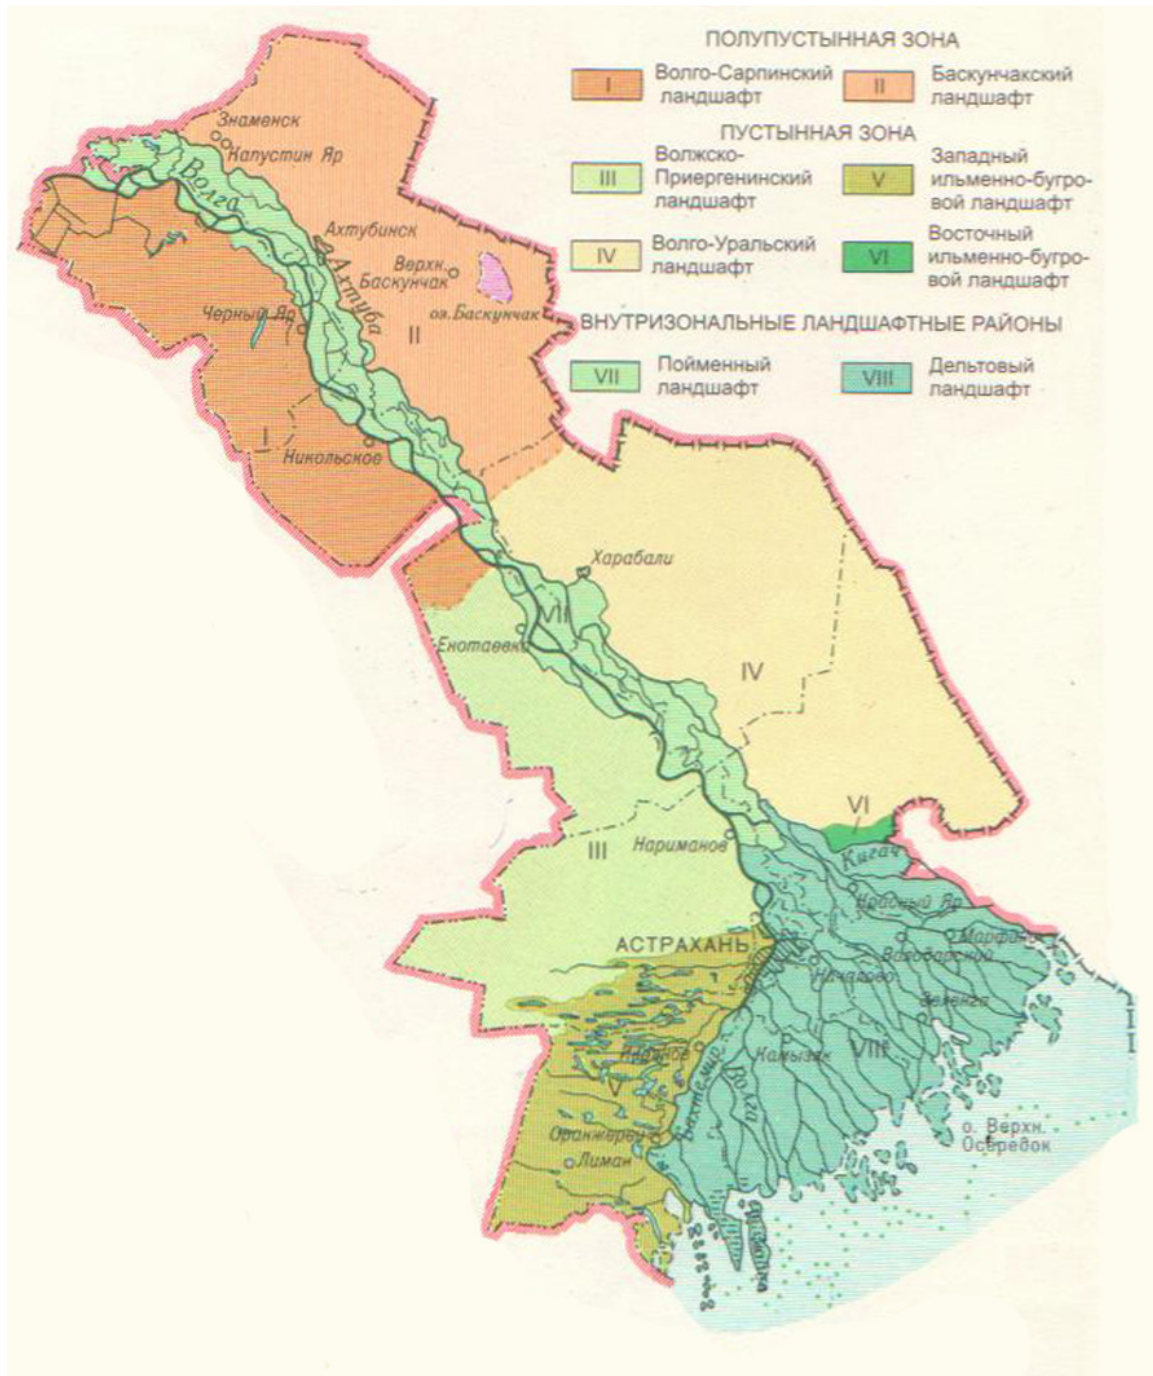 ПОЛУПУСТЫННАЯ ЗОНА
I
Волго-Сарпинский
ландшафт
II
Баскунчакский
ландшафт
ПУСТЫННАЯ ЗОНА
III
Волжско-
Приергенинский
ландшафт
V
Западный
ильменно-бугро-
вой ландшафт
IV
Волго-Уральский
ландшафт
VI
Восточный
ильменно-бугро-
вой ландшафт
ВНУТРИЗОНАЛЬНЫЕ ЛАНДШАФТНЫЕ РАЙОНЫ
VII
Пойменный
ландшафт
VIII
Дельтовый
ландшафт
Знаменск
Капустин Яр
Волга
Ахтубинск
Ахтуба
Верхн.
Баскунчак
оз.Баскунчак
Черный Яр
II
I
Никольское
Харабали
VII
Енотаевка
IV
VI
Нариманов
III
Кигач
Красный Яр
АСТРАХАНЬ
Марфино
Володарский
Началово
Зеленга
Камызяк
VIII
Бахтемир
Волга
V
Лиман
о. Верхн.
Осередок